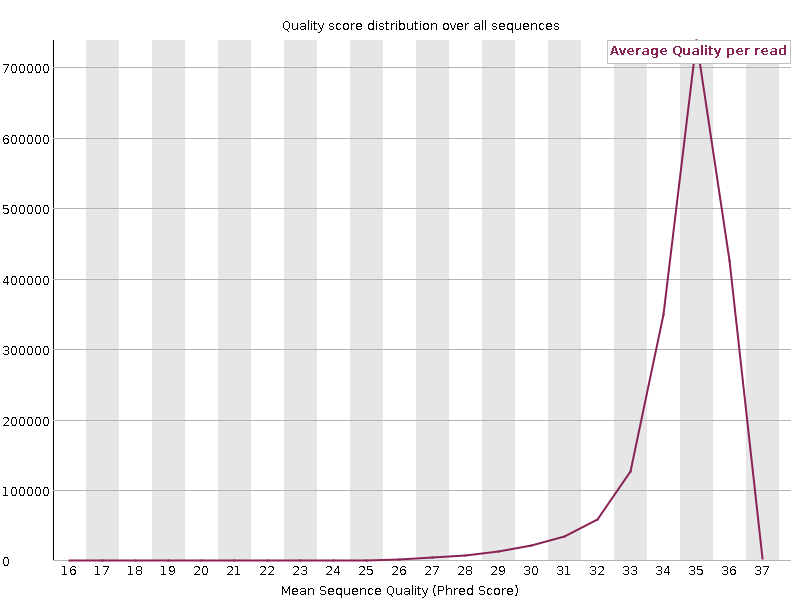 Quality score distribution over all sequences
Average Quality per read
700000
600000
500000
400000
300000
200000
100000
0
16 17 18 19 20 21 22 23 24 25 26 27 28 29 30 31 32 33 34 35 36 37
Mean Sequence Quality (Phred Score)